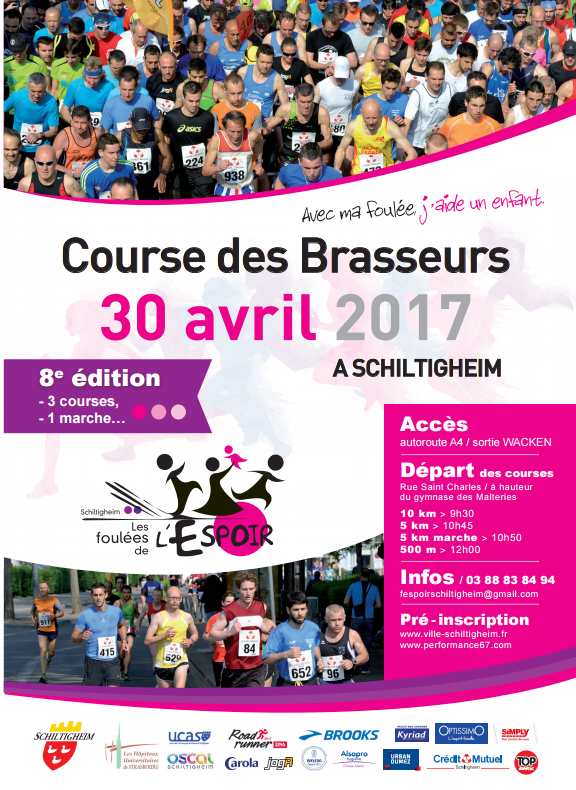 asics
224
361
938
Avec ma foulée, j'aide un enfant.
Course des Brasseurs
30 avril 2017
A SCHILTIGHEIM
8e édition
- 3 courses,
- 1 marche...
Schiltigheim
Les foulées de L'ESPOIR
Accès
autoroute A4 / sortie WACKEN
Départ des courses
Rue Saint Charles / à hauteur
du gymnase des Malteries
10 km > 9h30
5 km > 10h45
5 km marche > 10h50
500 m > 12h00
Infos / 03 88 83 84 94
fespoirschiltigheim@gmail.com
Pré-inscription
www.ville-schiltigheim.fr
www.performance67.com
415
84
652
96
SCHILTIGHEIM
Les Hôpitaux
Universitaires
de STRASBOURG
UCAS
OSCAL
SCHILTIGHEIM
Road
runner
Carola
jogR
BROOKS
Alsapro
Kyriad
URBAN
DUMEZ
OPTISSIMO
Crédit Mutuel
Schiltigheim
SIMPLY
TOP